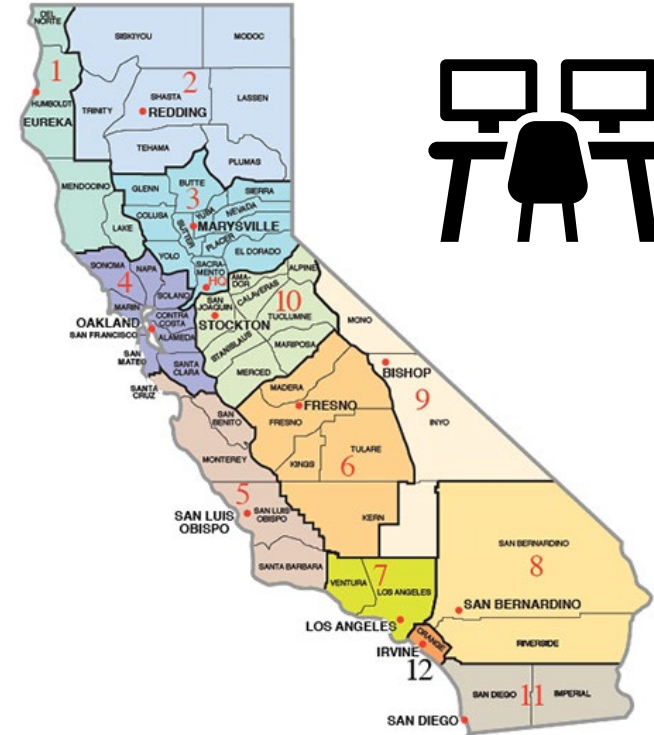 DEL
NORTE
SISKIYOU
MODOC
1
2
HUMBOLDT
EUREKA
TRINITY
SHASTA
REDDING
LASSEN
TEHAMA
PLUMAS
MENDOCINO
GLENN
BUTTE
3
SIERRA
COLUSA
YUBA
NEVADA
LAKE
SUTTER
MARYSVILLE
PLACER
YOLO
EL DORADO
SONOMA
NAPA
4
SOLANO
SACRA-
MENTO
HQ
AMA-
DOR
ALPINE
MARIN
CALAVERAS
10
SAN
JOAQUIN
TUOLUMNE
MONO
OAKLAND
CONTRA
COSTA
STOCKTON
SAN FRANCISCO
ALAMEDA
STANISLAUS
MARIPOSA
SAN
MATEO
SANTA
CLARA
MERCED
BISHOP
SANTA
CRUZ
MADERA
9
SAN
BENITO
FRESNO
FRESNO
INYO
MONTEREY
TULARE
KINGS
6
5
SAN LUIS
OBISPO
SAN LUIS
OBISPO
KERN
SANTA BARBARA
SAN BERNARDINO
8
VENTURA
7
LOS ANGELES
SAN BERNARDINO
LOS ANGELES
ORANGE
IRVINE
12
RIVERSIDE
SAN DIEGO
11
IMPERIAL
SAN DIEGO